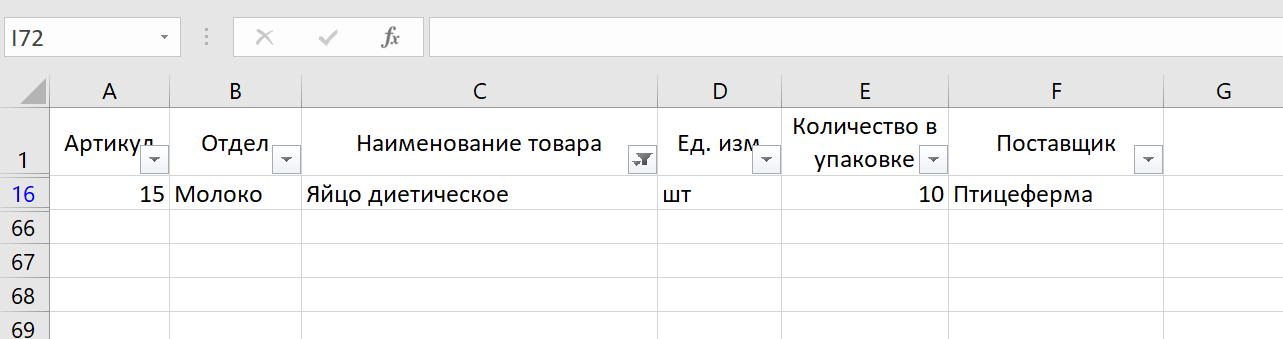 I72
fx
A B C D E F G
1 Артикул Отдел Наименование товара Ед. изм Количество в упаковке Поставщик
16 15 Молоко Яйцо диетическое шт 10 Птицеферма
66
67
68
69